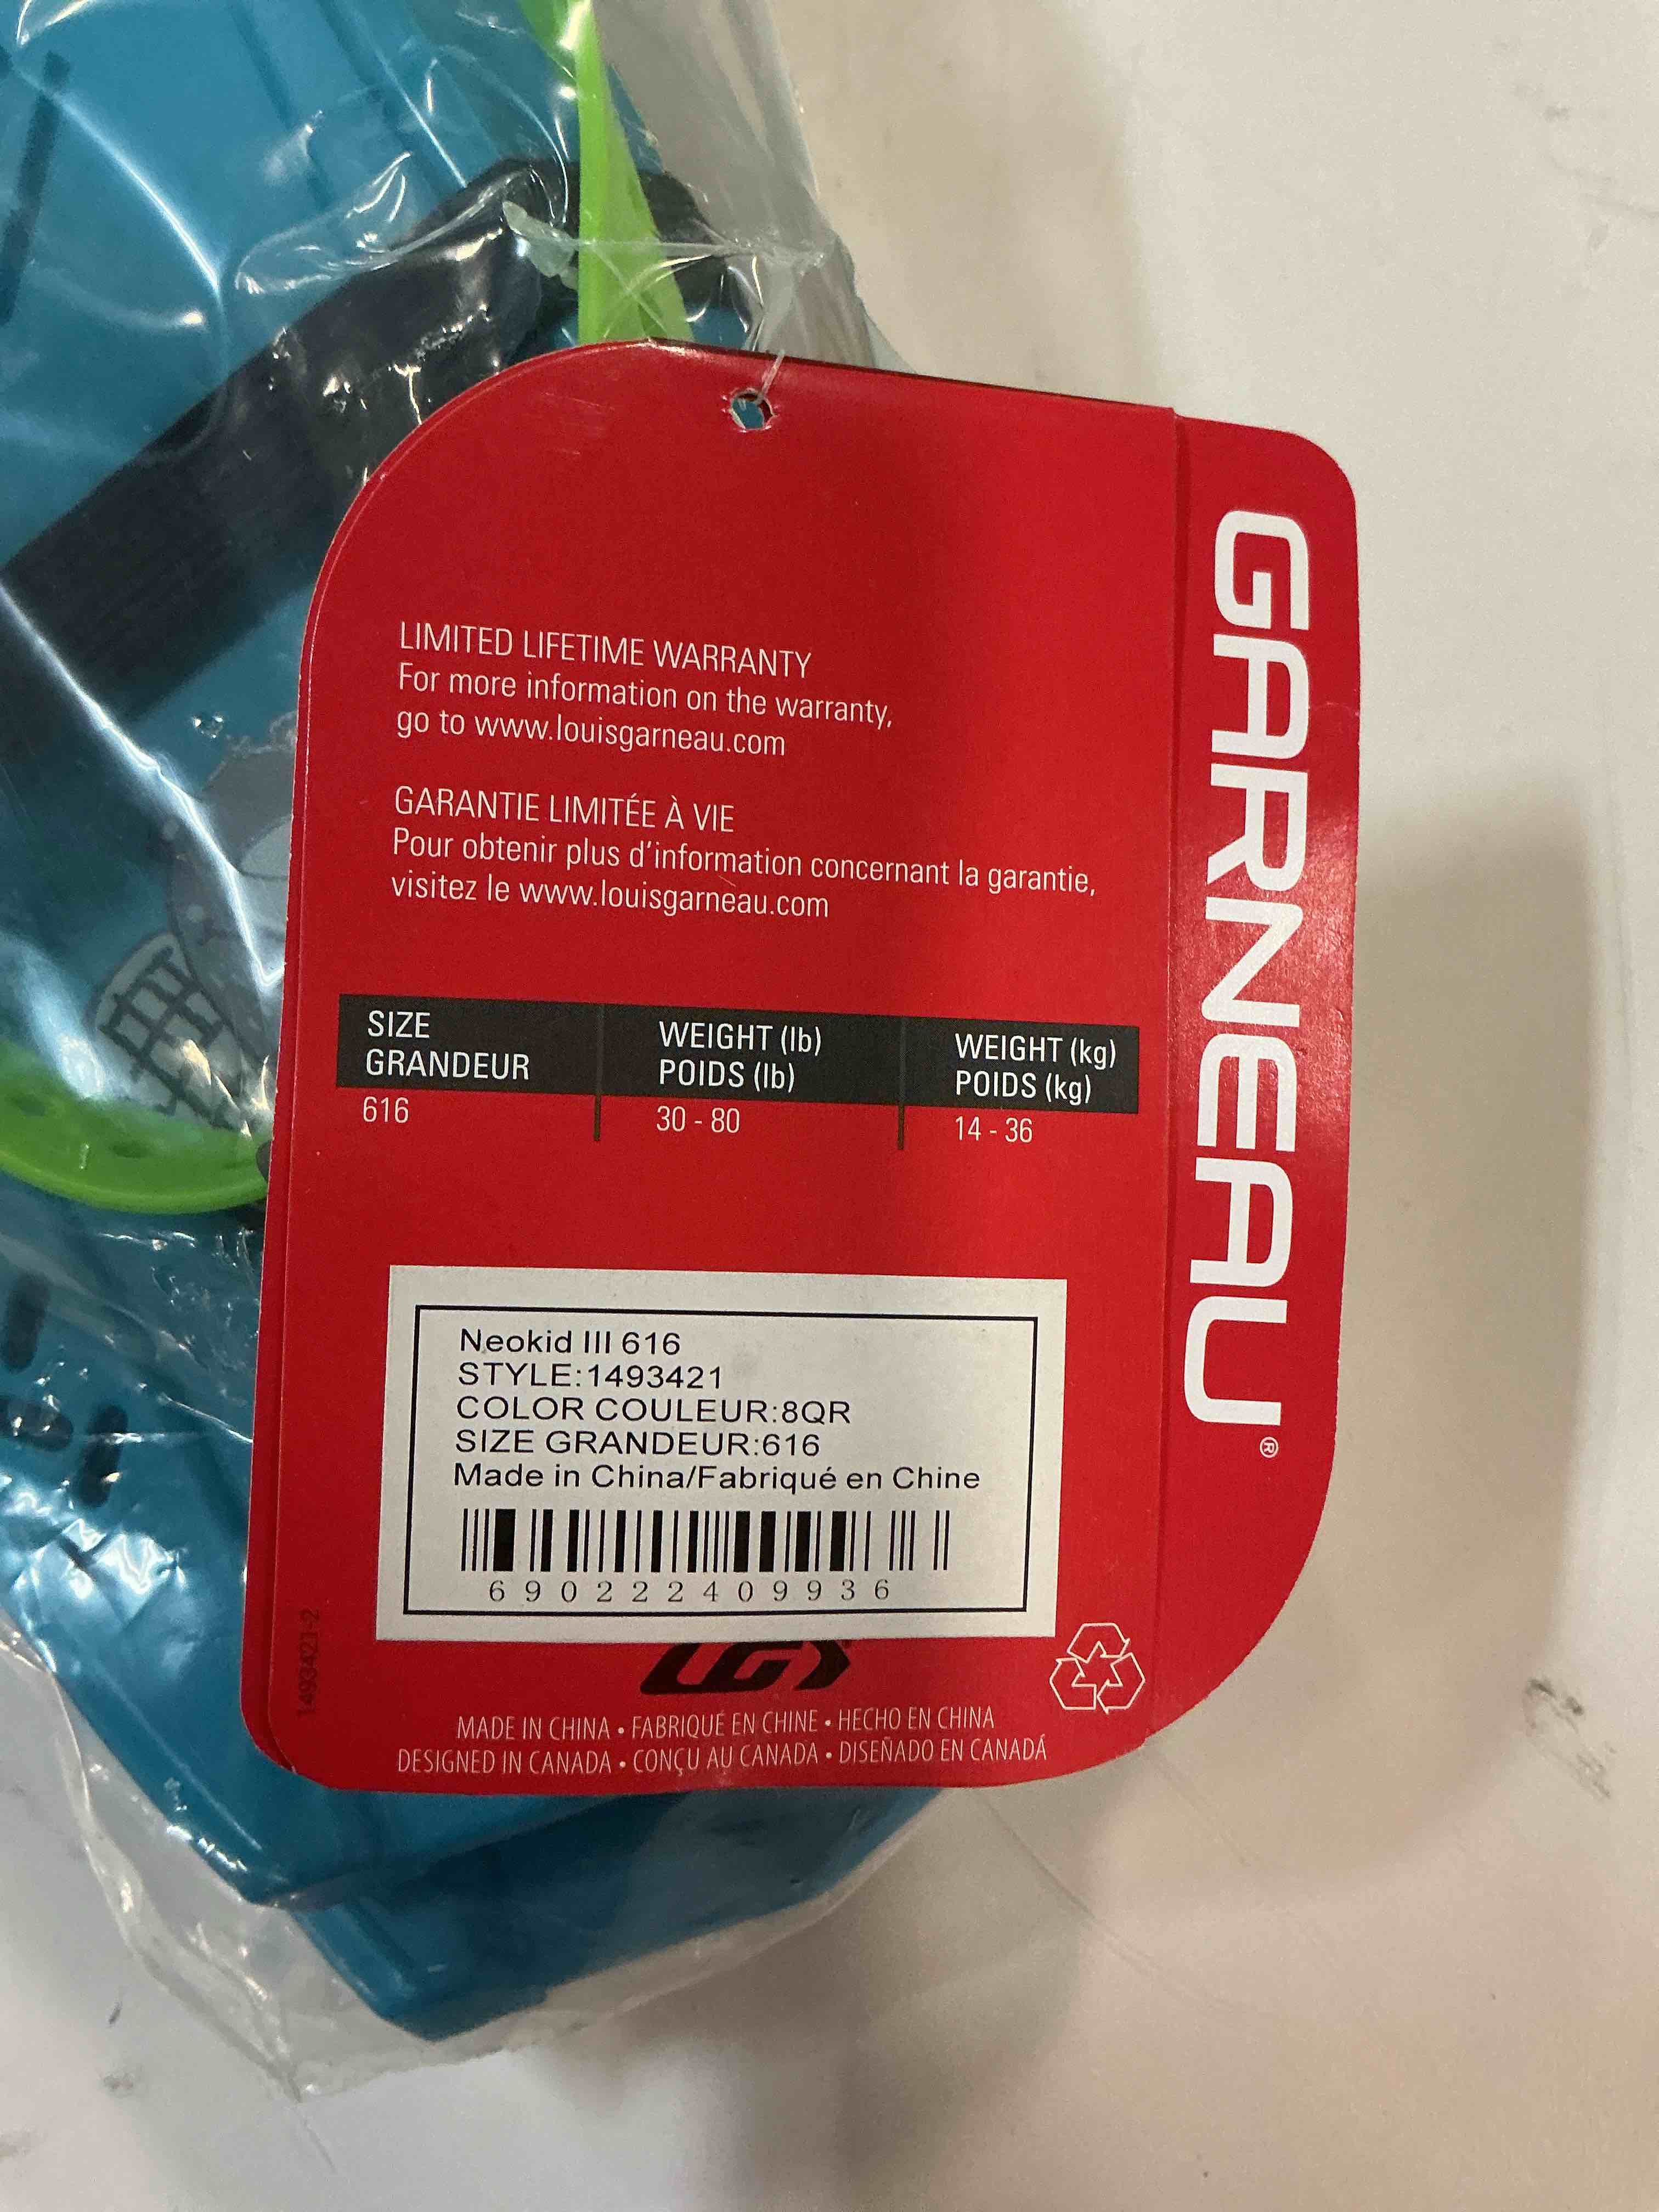 LIMITED LIFETIME WARRANTY
For more information on the warranty,
go to www.louisgarneau.com
GARANTIE LIMITÉE À VIE
Pour obtenir plus d'information concernant la garantie,
visitez le www.louisgarneau.com
SIZE WEIGHT (lb) WEIGHT (kg)
GRANDEUR POIDS (lb) POIDS (kg)
616 30 - 80 14 - 36
GARNEAU®
Neokid III 616
STYLE:1493421
COLOR COULEUR:8QR
SIZE GRANDEUR:616
Made in China/Fabriqué en Chine
690222409936
1493421-2
LG
MADE IN CHINA • FABRIQUÉ EN CHINE • HECHO EN CHINA
DESIGNED IN CANADA • CONÇU AU CANADA • DISEÑADO EN CANADÁ